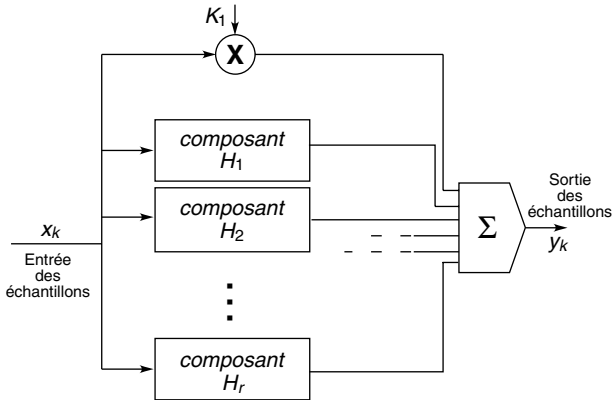 K1
X
composant
H1
composant
H2
xk
Entrée
des
échantillons
Σ
Sortie
des
échantillons
yk
composant
Hr